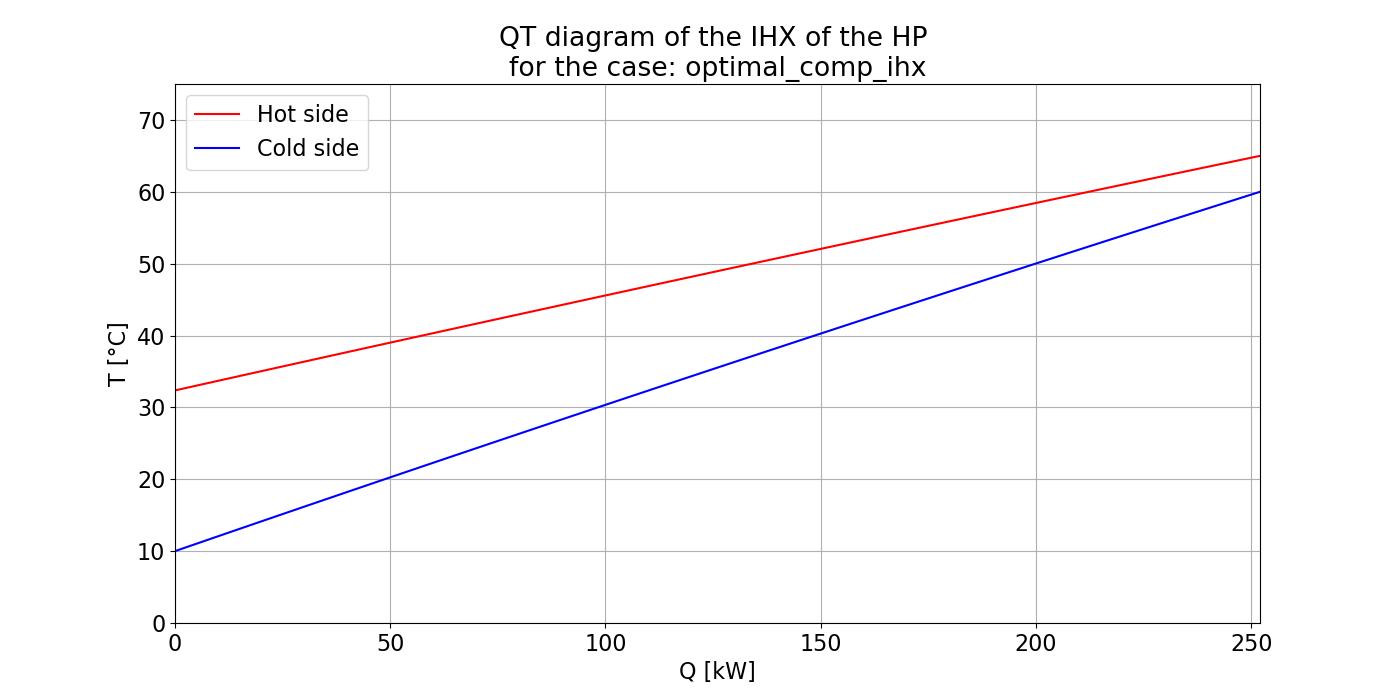 QT diagram of the IHX of the HP
for the case: optimal_comp_ihx
Hot side
Cold side
T [°C]
70
60
50
40
30
20
10
0
0 50 100 150 200 250
Q [kW]